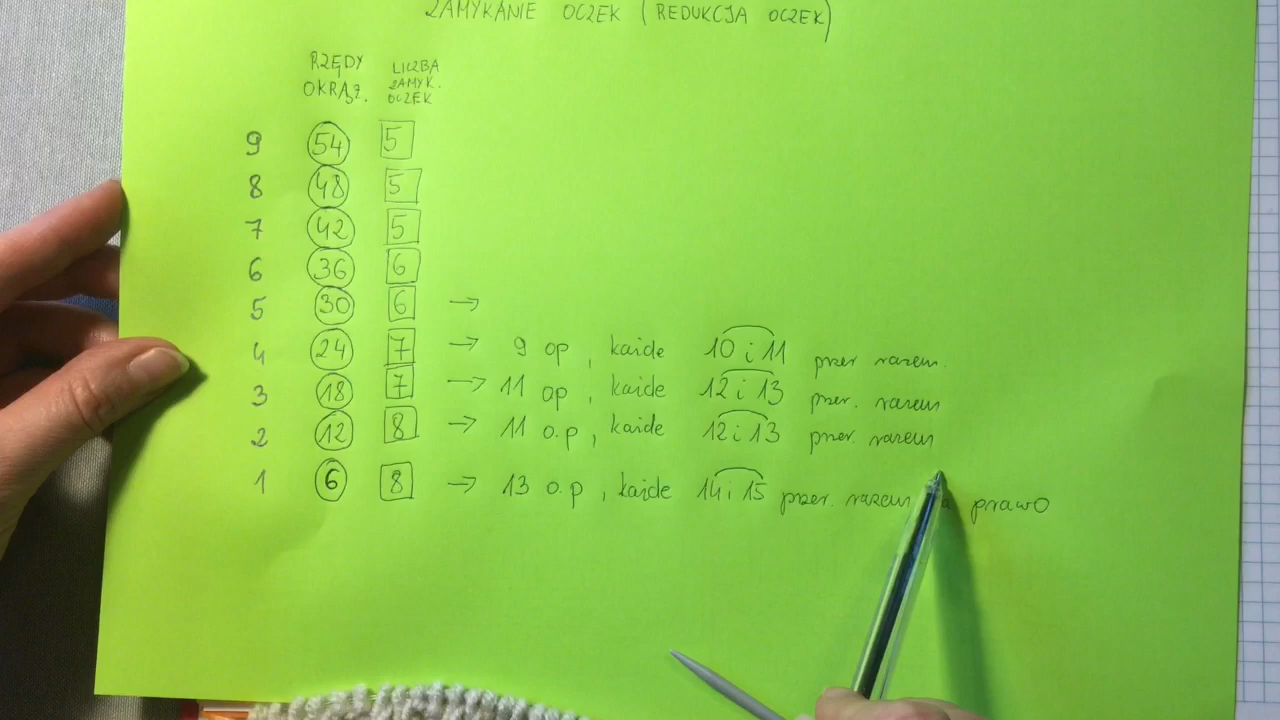 ZAMYKANIE OCZEK (REDUKCJA OCZEK)
RZĘDY OKRĄŻ.
LICZBA ZAMYK. OCZEK
9 54 5
8 48 5
7 42 5
6 36 6
5 30 6 →
4 24 7 → 9 op, każde 10 i 11 przer razem.
3 18 7 → 11 op, każde 12 i 13 przer. razem
2 12 8 → 11 o.p, każde 12 i 13 przer. razem
1 6 8 → 13 o.p, każde 14 i 15 przer. razem prawo